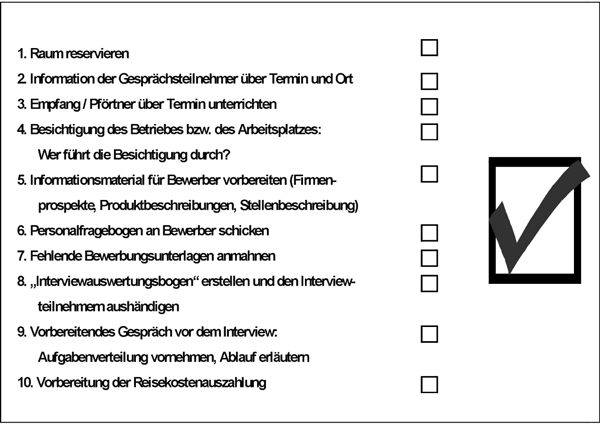 1. Raum reservieren
2. Information der Gesprächsteilnehmer über Termin und Ort
3. Empfang / Pförtner über Termin unterrichten
4. Besichtigung des Betriebes bzw. des Arbeitsplatzes:
Wer führt die Besichtigung durch?
5. Informationsmaterial für Bewerber vorbereiten (Firmen-
prospekte, Produktbeschreibungen, Stellenbeschreibung)
6. Personalfragebogen an Bewerber schicken
7. Fehlende Bewerbungsunterlagen anmahnen
8. „Interviewauswertungsbogen“ erstellen und den Interview-
teilnehmern aushändigen
9. Vorbereitendes Gespräch vor dem Interview:
Aufgabenverteilung vornehmen, Ablauf erläutern
10. Vorbereitung der Reisekostenauszahlung